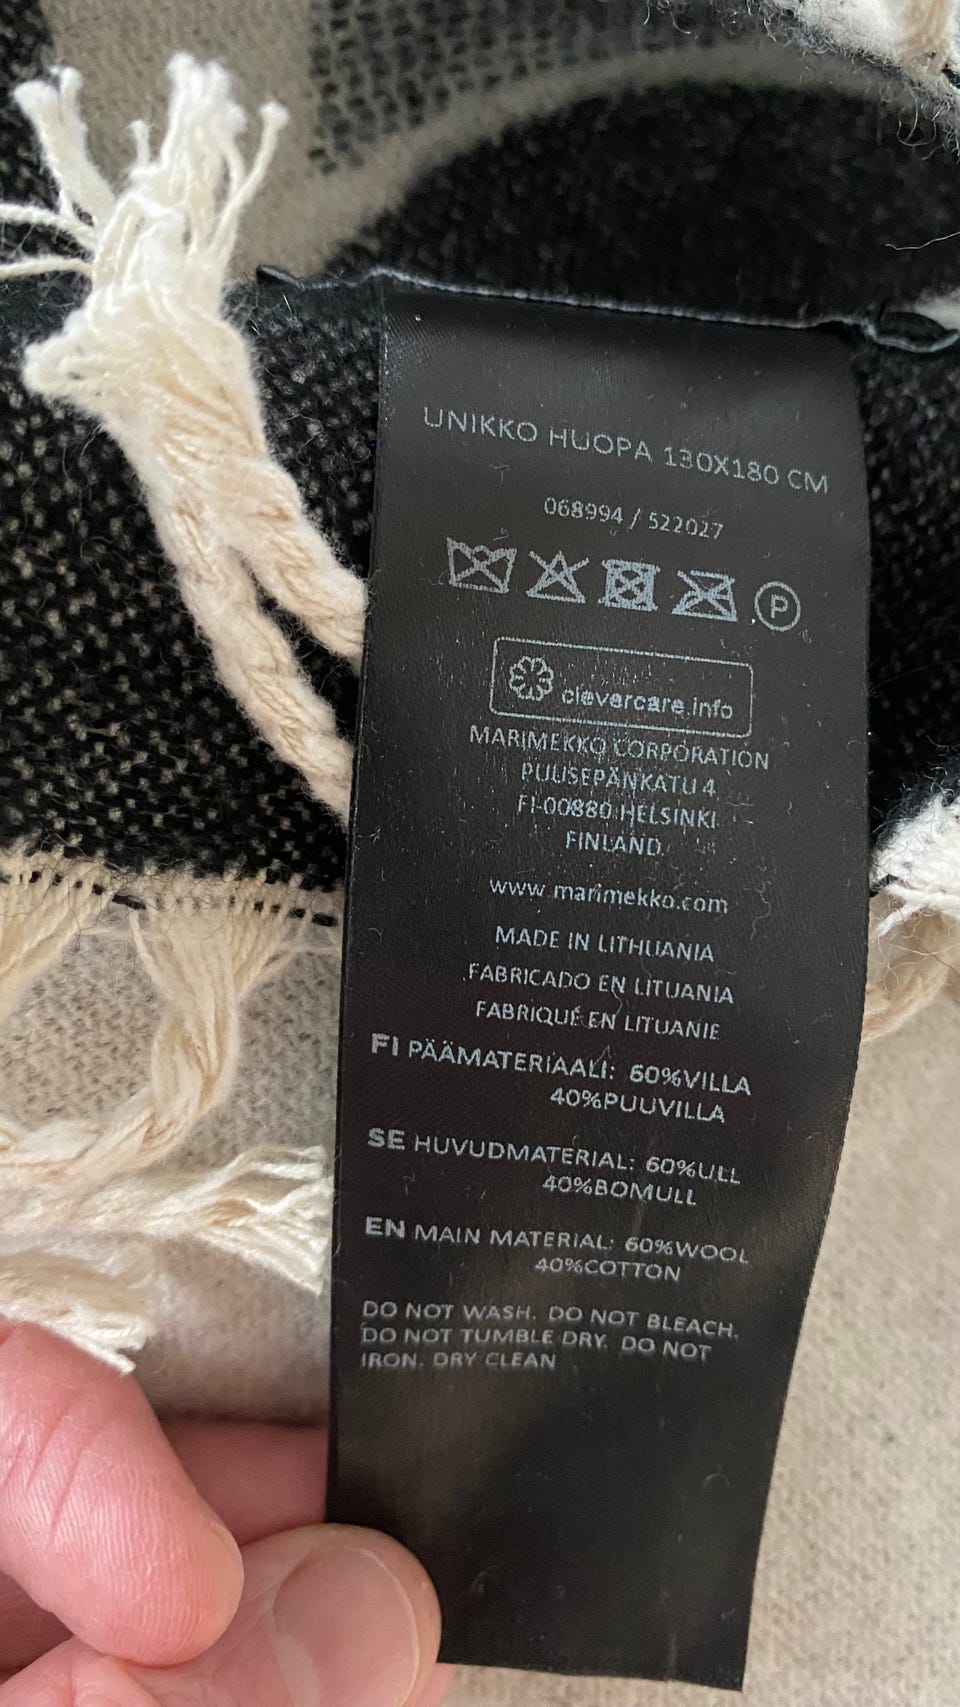 UNIKKO HUOPA 130X180 CM
068994 / 522027
P
clevercare.info
MARIMEKKO CORPORATION
PUUSEPÄNKATU 4
FI-00880 HELSINKI
FINLAND
www.marimekko.com
MADE IN LITHUANIA
FABRICADO EN LITUANIA
FABRIQUÉ EN LITUANIE
FI PÄÄMATERIAALI: 60%VILLA
40%PUUVILLA
SE HUVUDMATERIAL: 60%ULL
40%BOMULL
EN MAIN MATERIAL: 60%WOOL
40%COTTON
DO NOT WASH. DO NOT BLEACH.
DO NOT TUMBLE DRY. DO NOT
IRON. DRY CLEAN